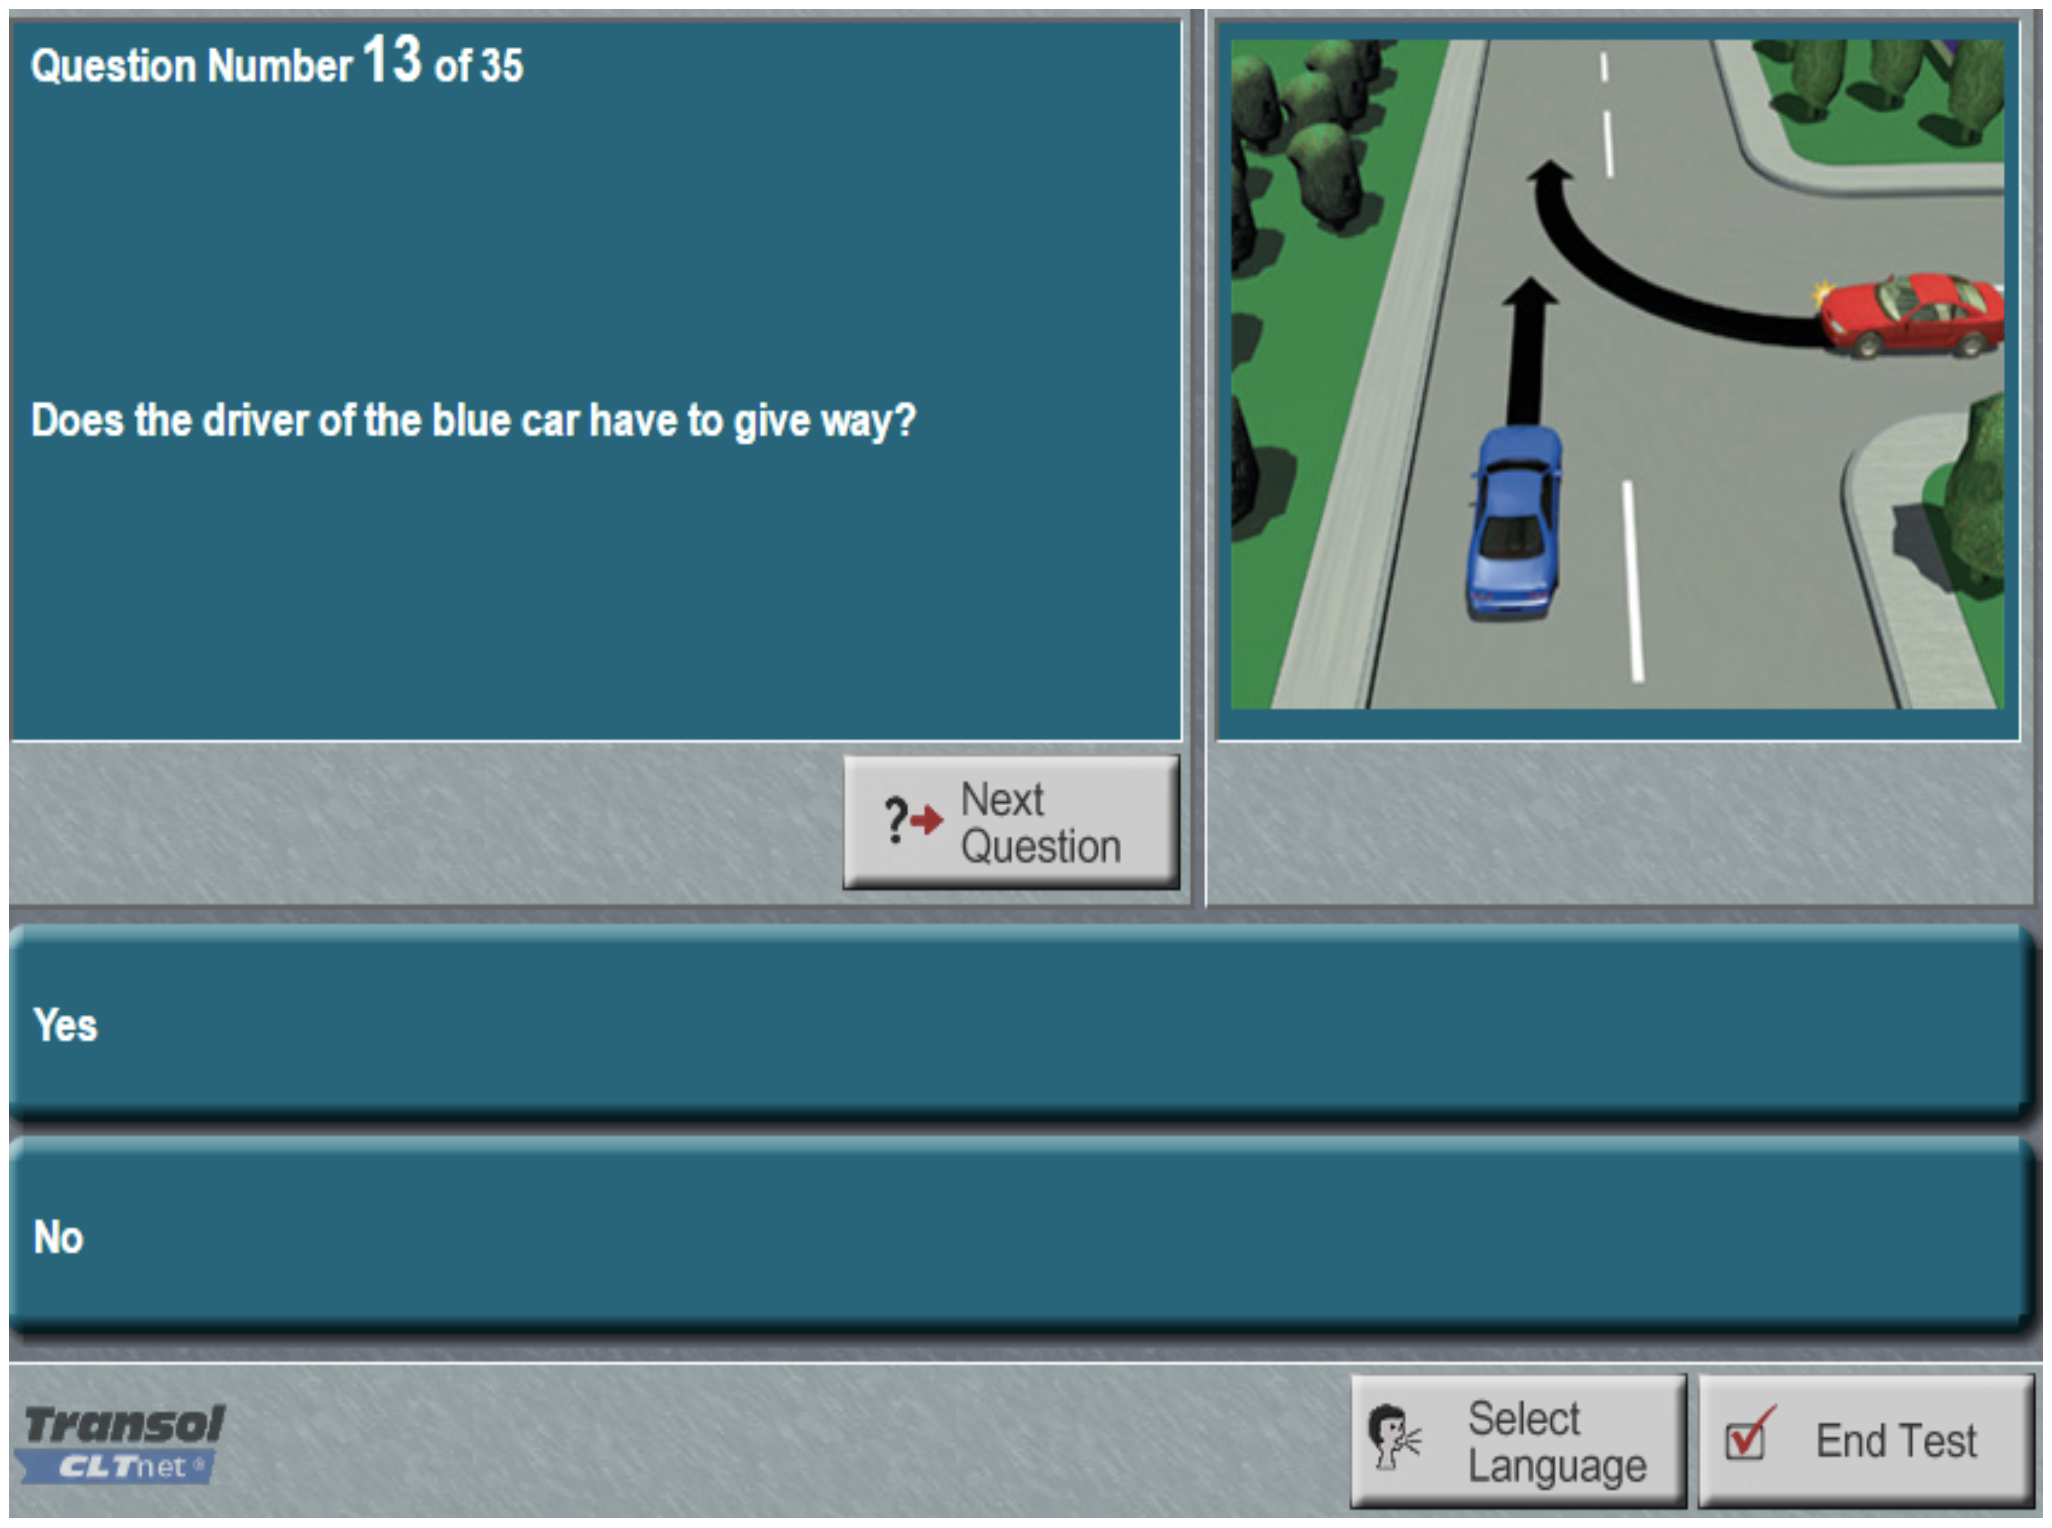 Question Number 13 of 35
Does the driver of the blue car have to give way?
Next
Question
Yes
No
Transol
CLTnet ®
Select
Language
End Test